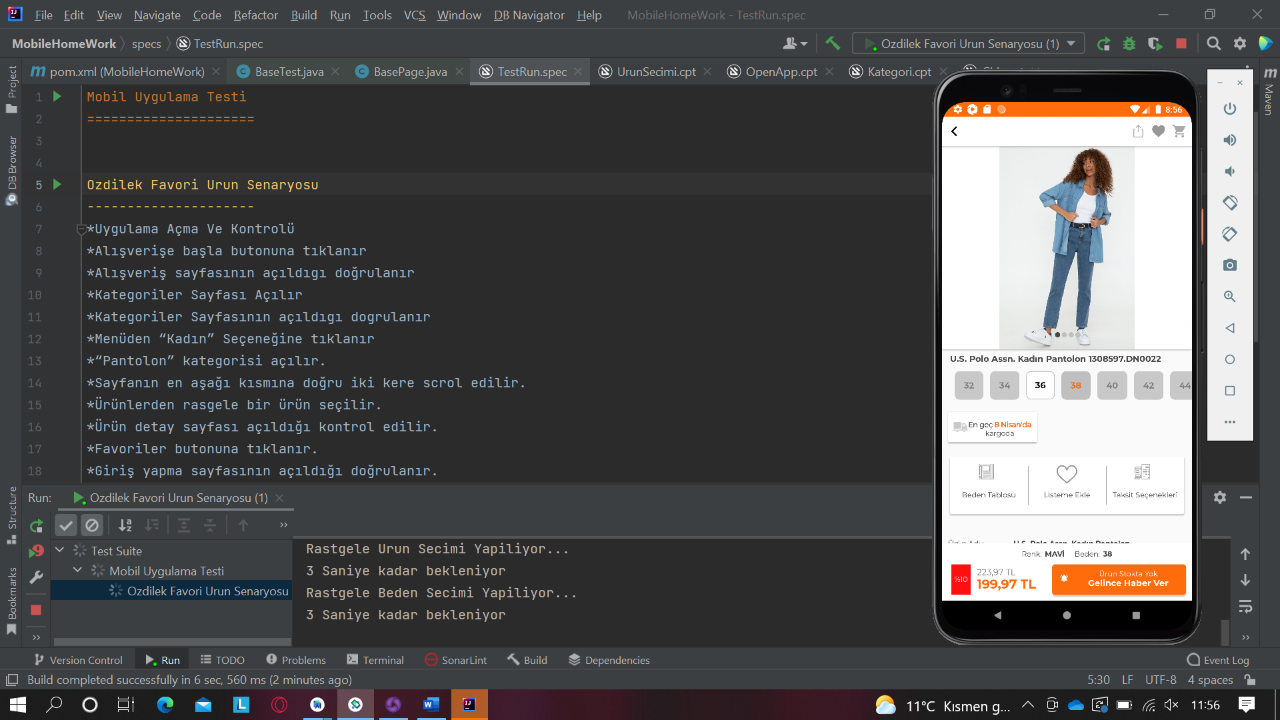 File Edit View Navigate Code Refactor Build Run Tools VCS Window DB Navigator Help MobileHomeWork - TestRun.spec
MobileHomeWork specs TestRun.spec
Ozdilek Favori Urun Senaryosu (1)
pom.xml (MobileHomeWork) BaseTest.java BasePage.java TestRun.spec UrunSecimi.cpt OpenApp.cpt Kategori.cpt
Project
DB Browser
Structure
Bookmarks
Maven
1 Mobil Uygulama Testi
2 =====================
3
4
5 Ozdilek Favori Urun Senaryosu
6 ---------------------
7 *Uygulama Açma Ve Kontrolü
8 *Alışverişe başla butonuna tıklanır
9 *Alışveriş sayfasının açıldıgı doğrulanır
10 *Kategoriler Sayfası Açılır
11 *Kategoriler Sayfasının açıldıgı dogrulanır
12 *Menüden “Kadın” Seçeneğine tıklanır
13 *“Pantolon” kategorisi açılır.
14 *Sayfanın en aşağı kısmına doğru iki kere scrol edilir.
15 *Ürünlerden rasgele bir ürün seçilir.
16 *Ürün detay sayfası açıldığı kontrol edilir.
17 *Favoriler butonuna tıklanır.
18 *Giriş yapma sayfasının açıldığı doğrulanır.
8:56
U.S. Polo Assn. Kadın Pantolon 1308597.DN0022
32 34 36 38 40 42 44
En geç 8 Nisan'da
kargoda
Beden Tablosu Listeme Ekle Taksit Seçenekleri
Ürün Adı U.S. Polo Assn. Kadın Pantolon
Renk: MAVİ Beden: 38
%10 223,97 TL
199,97 TL
Ürün Stokta Yok
Gelince Haber Ver
Run: Ozdilek Favori Urun Senaryosu (1)
Test Suite
Mobil Uygulama Testi
Ozdilek Favori Urun Senaryosu
Rastgele Urun Secimi Yapiliyor...
3 Saniye kadar bekleniyor
Rastgele Beden Secimi Yapiliyor...
3 Saniye kadar bekleniyor
Version Control Run TODO Problems Terminal SonarLint Build Dependencies Event Log
Build completed successfully in 6 sec, 560 ms (2 minutes ago) 5:30 LF UTF-8 4 spaces
11°C Kısmen g... 11:56